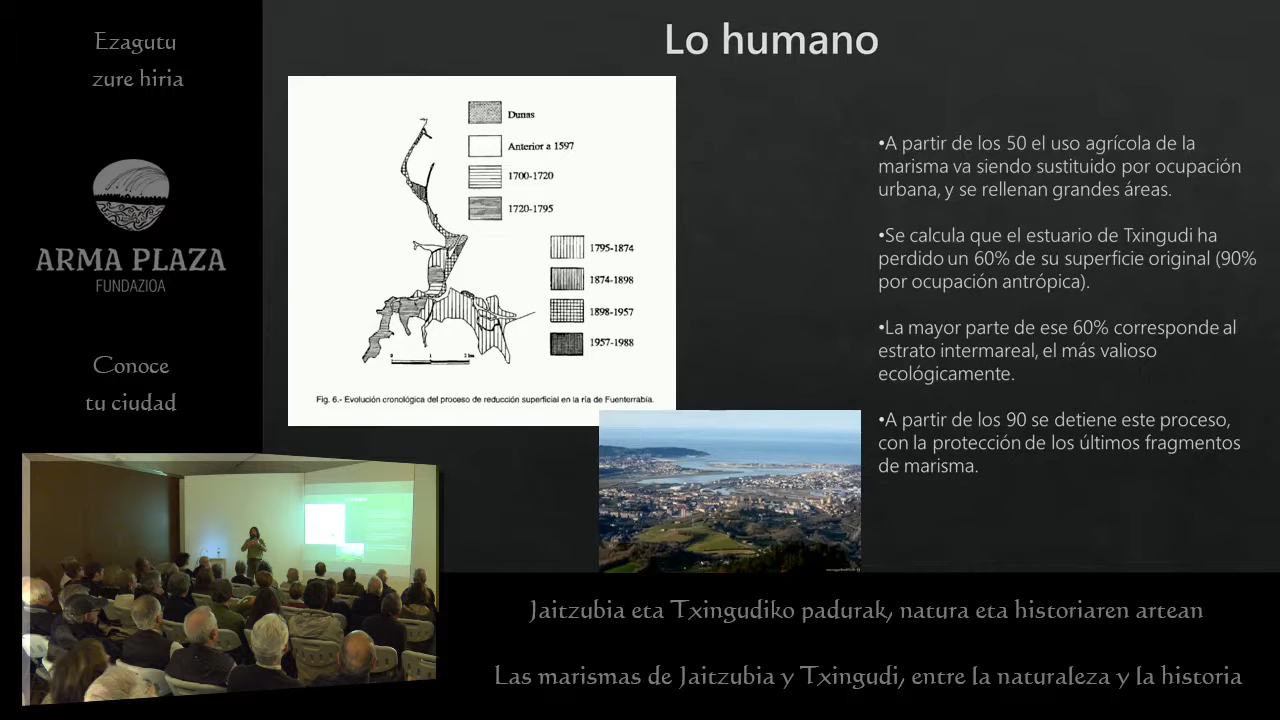 Ezagutu
zure hiria
ARMA PLAZA
FUNDAZIOA
Conoce
tu ciudad
Lo humano
Dunas
Anterior a 1597
1700-1720
1720-1795
1795-1874
1874-1898
1898-1957
1957-1988
0 1 2 km
Fig. 6.- Evolución cronológica del proceso de reducción superficial en la ría de Fuenterrabía.
•A partir de los 50 el uso agrícola de la
marisma va siendo sustituido por ocupación
urbana, y se rellenan grandes áreas.
•Se calcula que el estuario de Txingudi ha
perdido un 60% de su superficie original (90%
por ocupación antrópica).
•La mayor parte de ese 60% corresponde al
estrato intermareal, el más valioso
ecológicamente.
•A partir de los 90 se detiene este proceso,
con la protección de los últimos fragmentos
de marisma.
Jaitzubia eta Txingudiko padurak, natura eta historiaren artean
Las marismas de Jaitzubia y Txingudi, entre la naturaleza y la historia